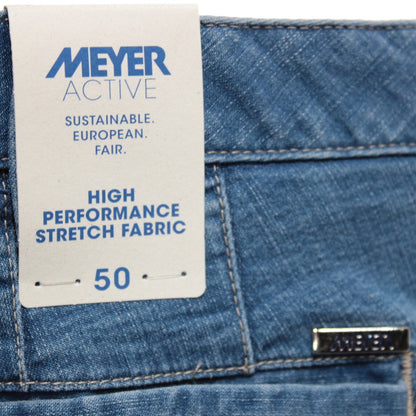 MEYER
ACTIVE
SUSTAINABLE.
EUROPEAN.
FAIR.
HIGH
PERFORMANCE
STRETCH FABRIC
50
MEYER